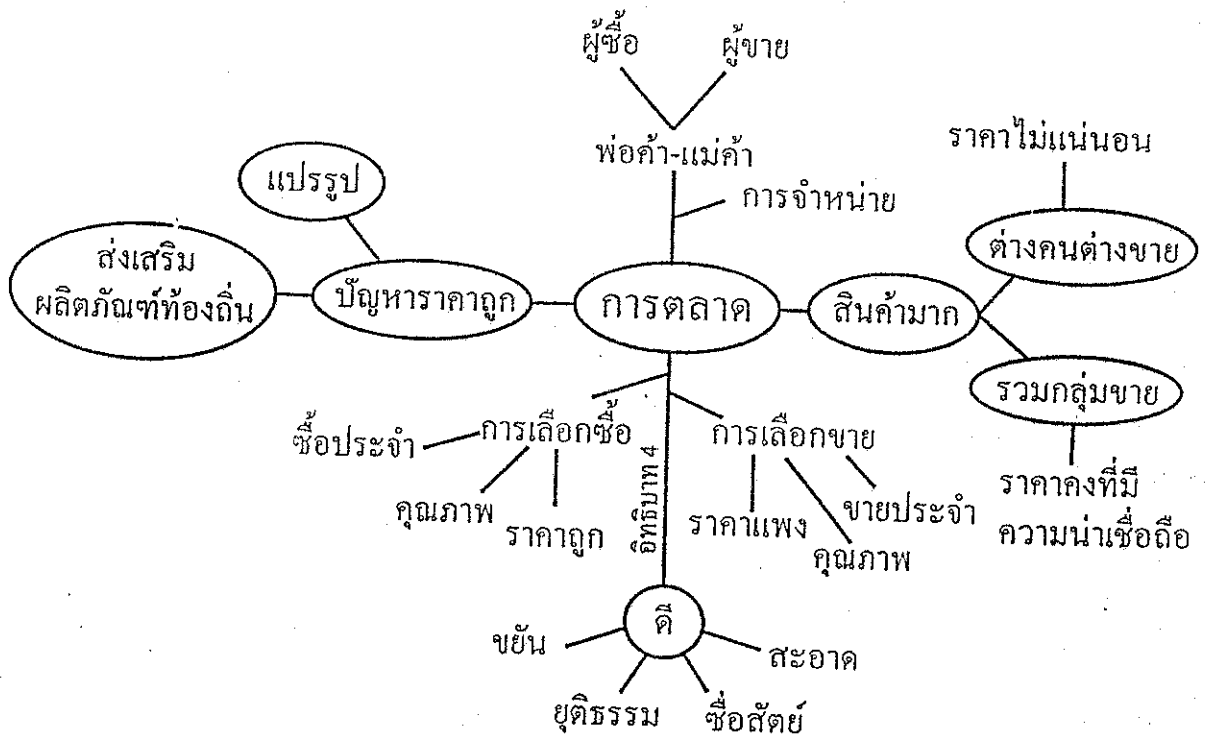 ผู้ซื้อ
ผู้ขาย
พ่อค้า-แม่ค้า
การจำหน่าย
ราคาไม่แน่นอน
แปรรูป
ต่างคนต่างขาย
ส่งเสริม
ผลิตภัณฑ์ท้องถิ่น
ปัญหาราคาถูก
การตลาด
สินค้ามาก
รวมกลุ่มขาย
การเลือกซื้อ
ซื้อประจำ
คุณภาพ
ราคาถูก
อิทธิบาท 4
การเลือกขาย
ราคาแพง
คุณภาพ
ขายประจำ
ราคาคงที่มี
ความน่าเชื่อถือ
ดี
ขยัน
ยุติธรรม
ซื่อสัตย์
สะอาด